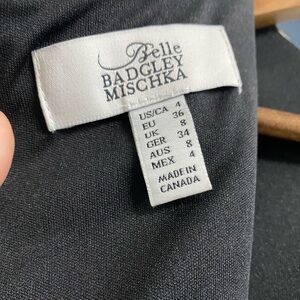 Belle
BADGLEY
MISCHKA
US/CA 4
EU 36
UK 8
GER 34
AUS 8
MEX 4
MADE IN
CANADA